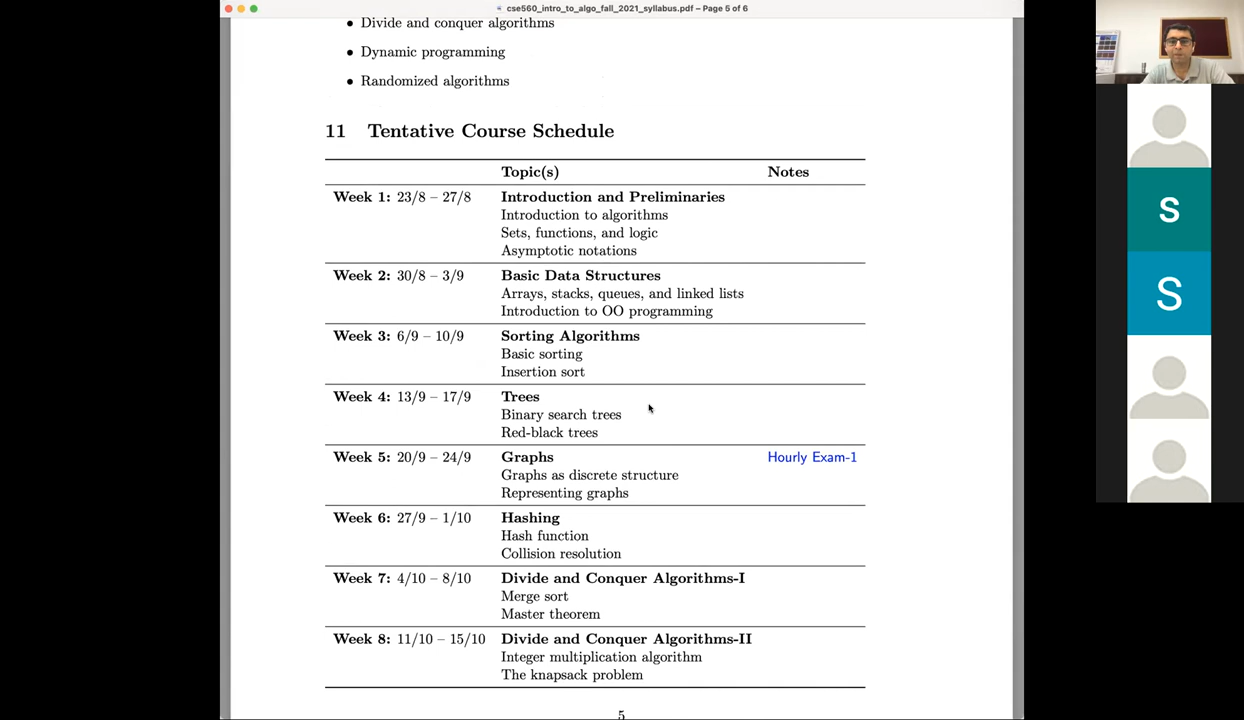 cse560_intro_to_algo_fall_2021_syllabus.pdf – Page 5 of 6
• Divide and conquer algorithms
• Dynamic programming
• Randomized algorithms
11 Tentative Course Schedule
Topic(s) Notes
Week 1: 23/8 – 27/8 Introduction and Preliminaries
Introduction to algorithms
Sets, functions, and logic
Asymptotic notations
Week 2: 30/8 – 3/9 Basic Data Structures
Arrays, stacks, queues, and linked lists
Introduction to OO programming
Week 3: 6/9 – 10/9 Sorting Algorithms
Basic sorting
Insertion sort
Week 4: 13/9 – 17/9 Trees
Binary search trees
Red-black trees
Week 5: 20/9 – 24/9 Graphs Hourly Exam-1
Graphs as discrete structure
Representing graphs
Week 6: 27/9 – 1/10 Hashing
Hash function
Collision resolution
Week 7: 4/10 – 8/10 Divide and Conquer Algorithms-I
Merge sort
Master theorem
Week 8: 11/10 – 15/10 Divide and Conquer Algorithms-II
Integer multiplication algorithm
The knapsack problem
5
s
S